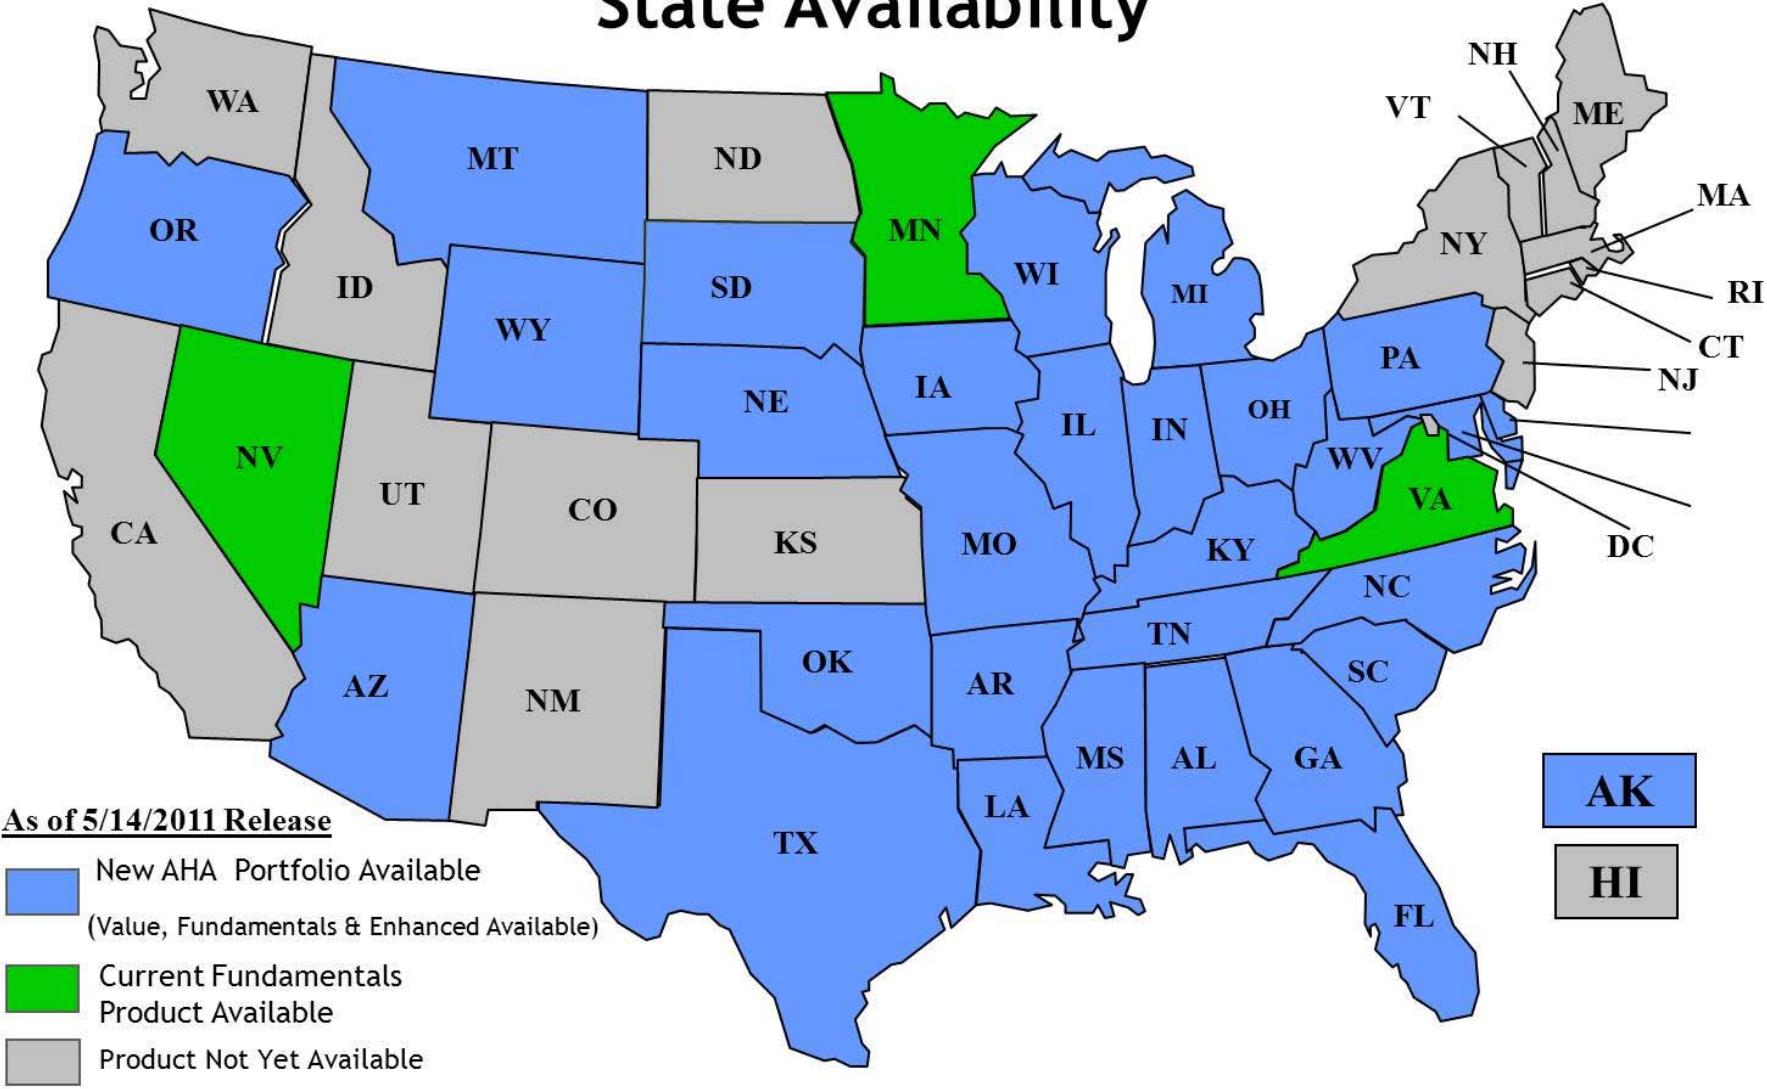 State Availability
NH
WA
VT
ME
MT
ND
MA
OR
MN
NY
WI
ID
SD
MI
RI
WY
CT
PA
NJ
IA
NE
OH
IL
IN
NV
WV
UT
VA
CO
CA
KS
MO
KY
DC
NC
TN
OK
SC
AZ
AR
NM
MS
AL
GA
AK
LA
As of 5/14/2011 Release
TX
New AHA Portfolio Available
HI
FL
(Value, Fundamentals & Enhanced Available)
Current Fundamentals
Product Available
Product Not Yet Available